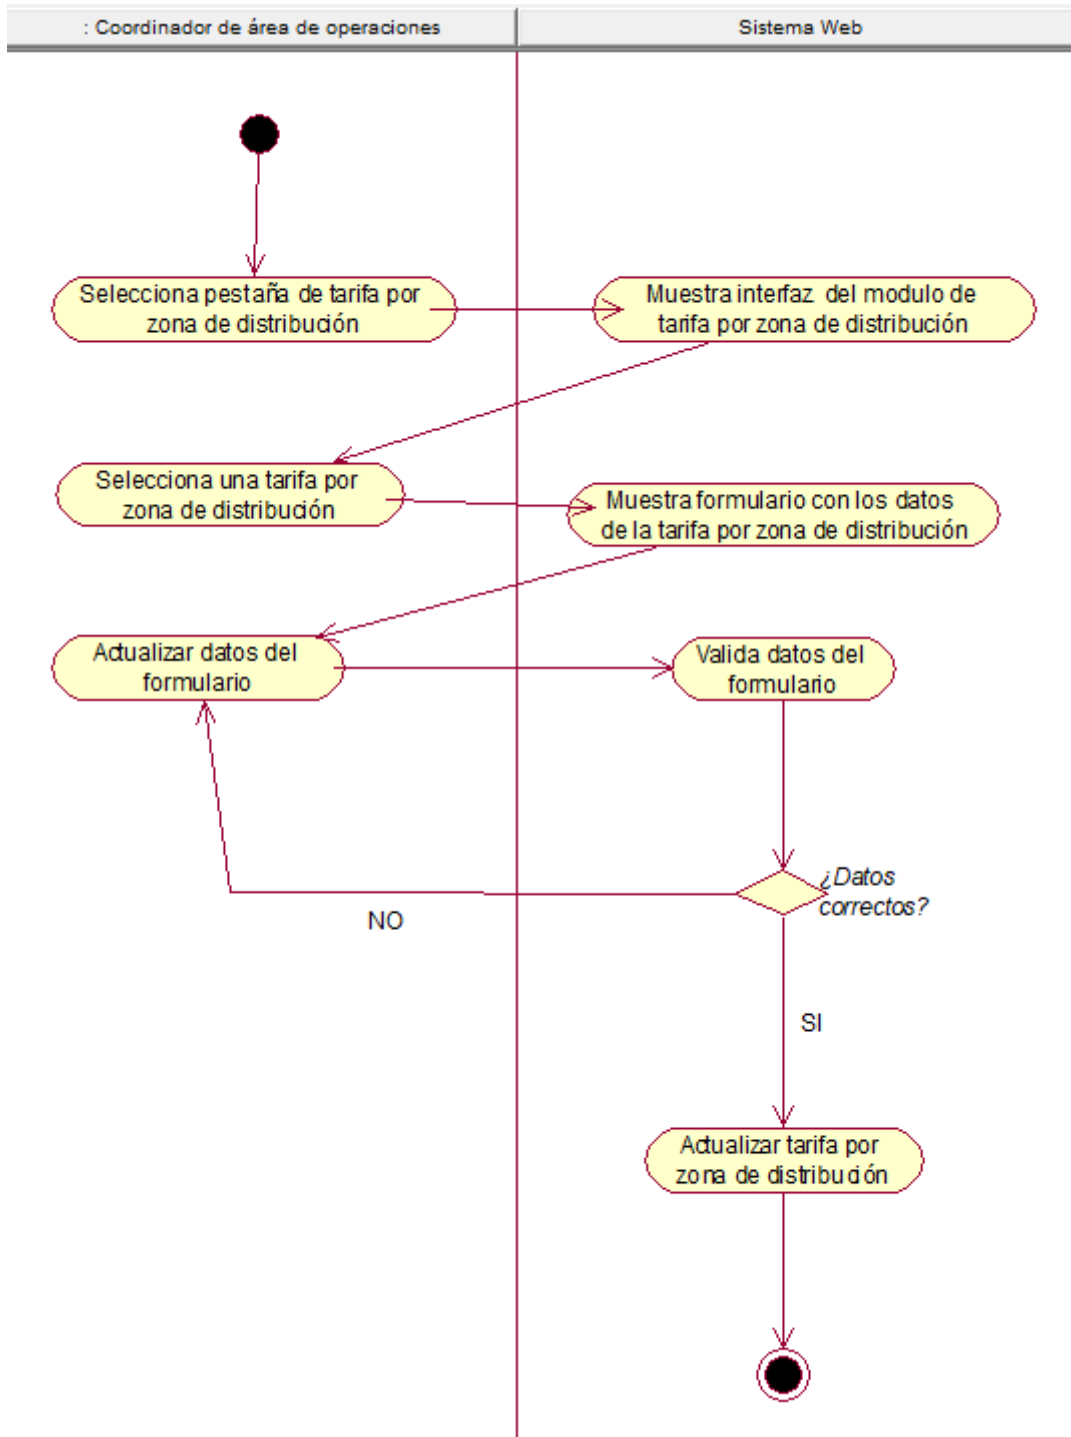 : Coordinador de área de operaciones
Sistema Web
Selecciona pestaña de tarifa por
zona de distribución
Muestra interfaz del modulo de
tarifa por zona de distribución
Selecciona una tarifa por
zona de distribución
Muestra formulario con los datos
de la tarifa por zona de distribución
Actualizar datos del
formulario
Valida datos del
formulario
¿Datos
correctos?
NO
SI
Actualizar tarifa por
zona de distribución